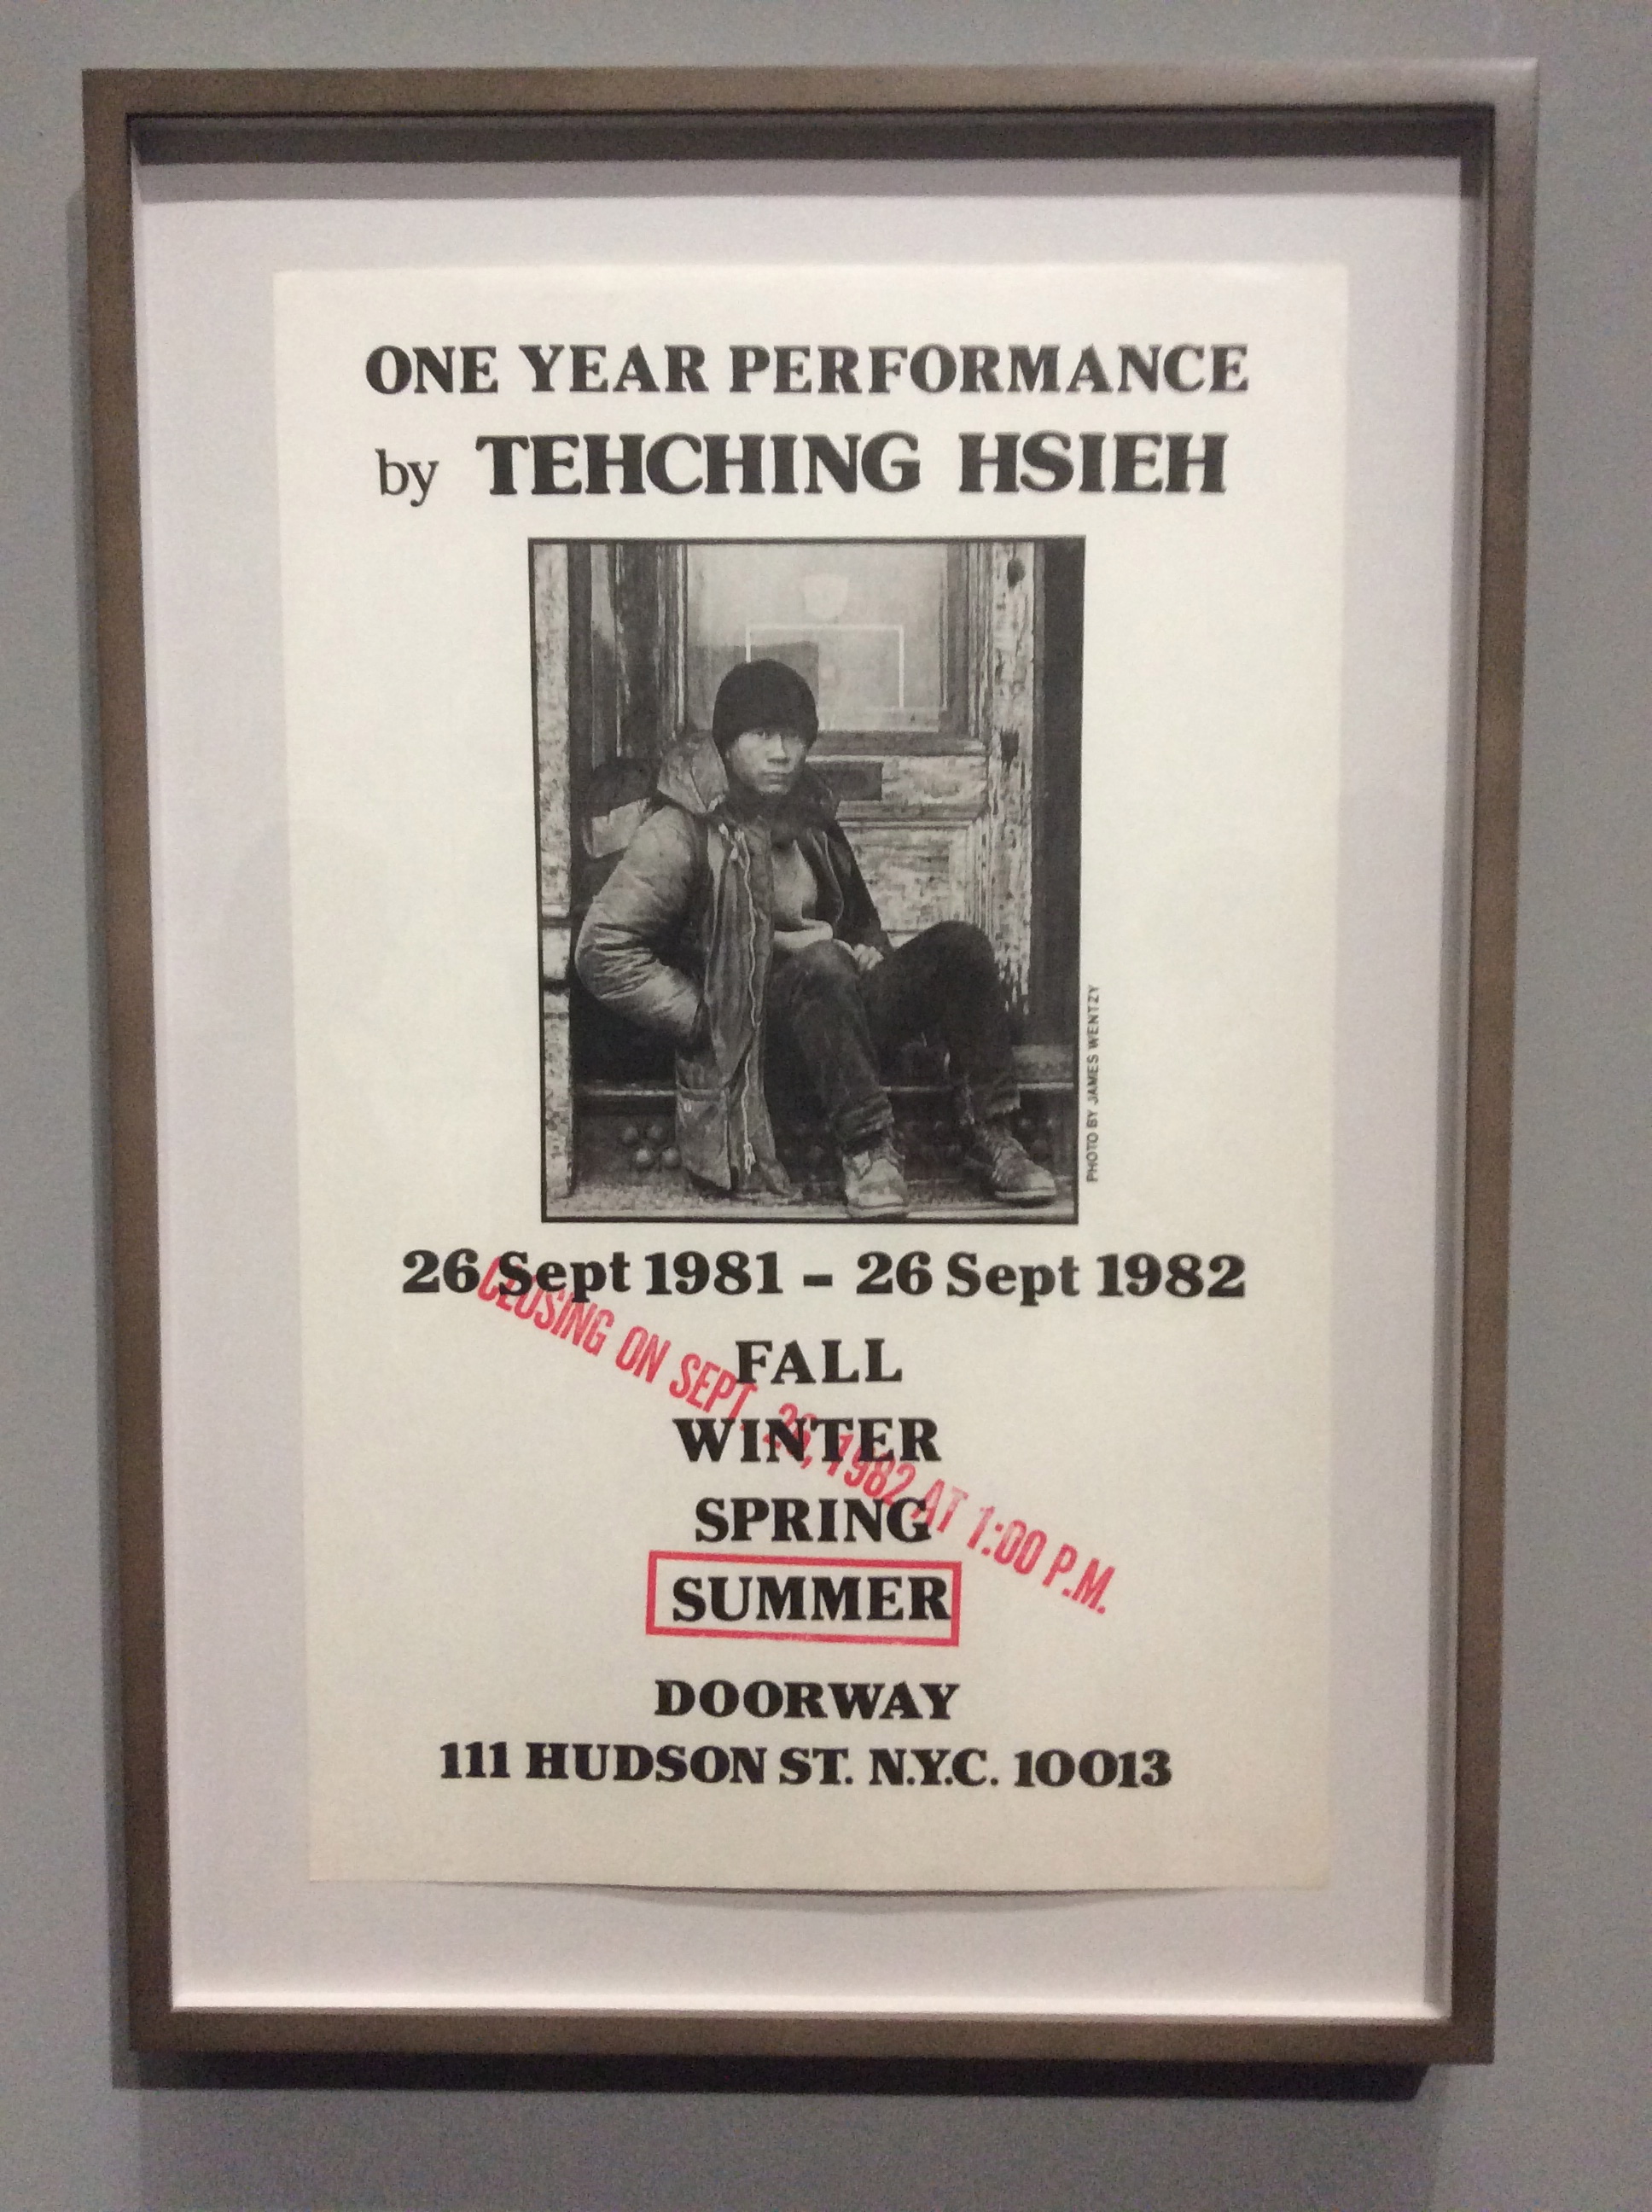 ONE YEAR PERFORMANCE
by TEHCHING HSIEH
PHOTO BY JAMES WENTZY
26 Sept 1981 – 26 Sept 1982
CLOSING ON SEPT. 26, 1982 AT 1:00 P.M.
FALL
WINTER
SPRING
SUMMER
DOORWAY
111 HUDSON ST. N.Y.C. 10013